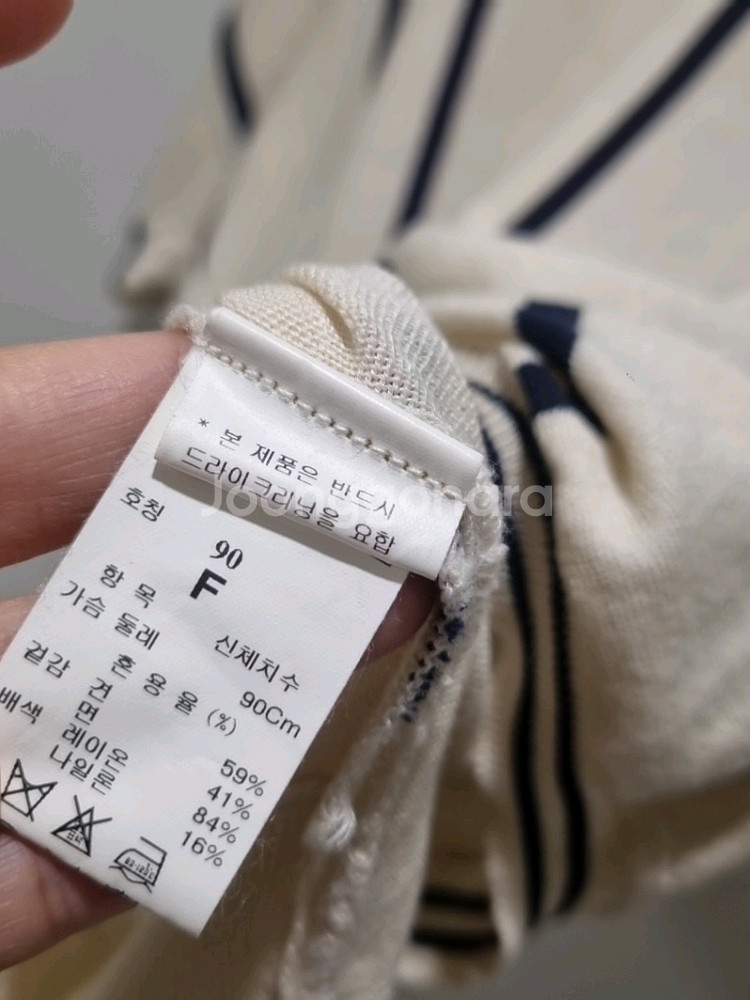 * 본 제품은 반드시
드라이크리닝을 요함
Joongonara
호칭
90
F
항 목 신체치수
가슴 둘레 90Cm
혼 용 율 (%)
겉감 견 59%
면 41%
배색 레이온 84%
나일론 16%